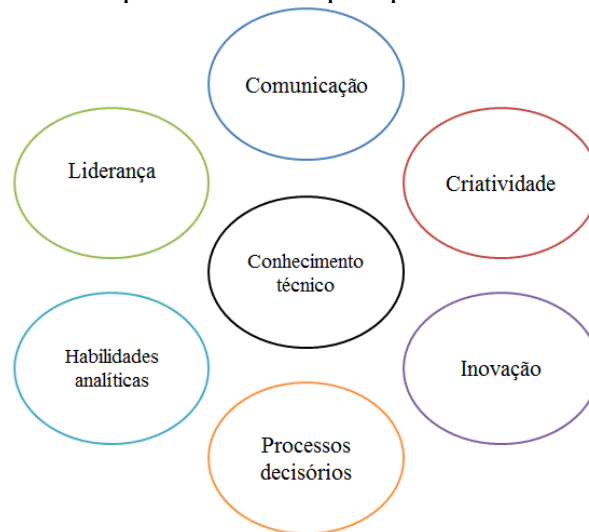 Comunicação
Liderança
Criatividade
Conhecimento
técnico
Habilidades
analíticas
Inovação
Processos
decisórios